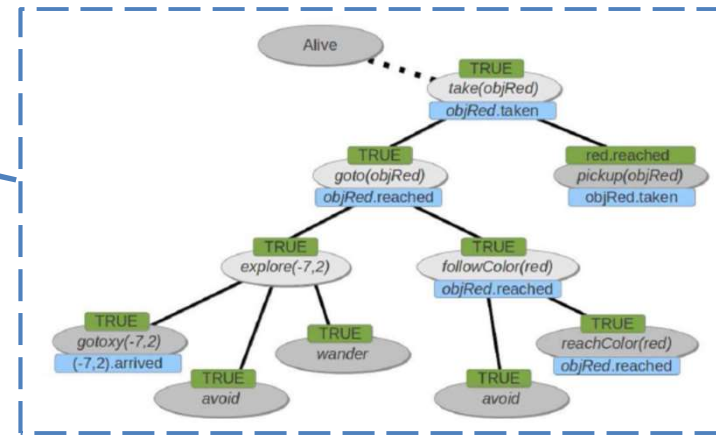 Alive
TRUE
take(objRed)
objRed.taken
TRUE
goto(objRed)
objRed.reached
red.reached
pickup(objRed)
objRed.taken
TRUE
explore(-7,2)
TRUE
followColor(red)
objRed.reached
TRUE
gotoxy(-7,2)
(-7,2).arrived
TRUE
avoid
TRUE
wander
TRUE
avoid
TRUE
reachColor(red)
objRed.reached